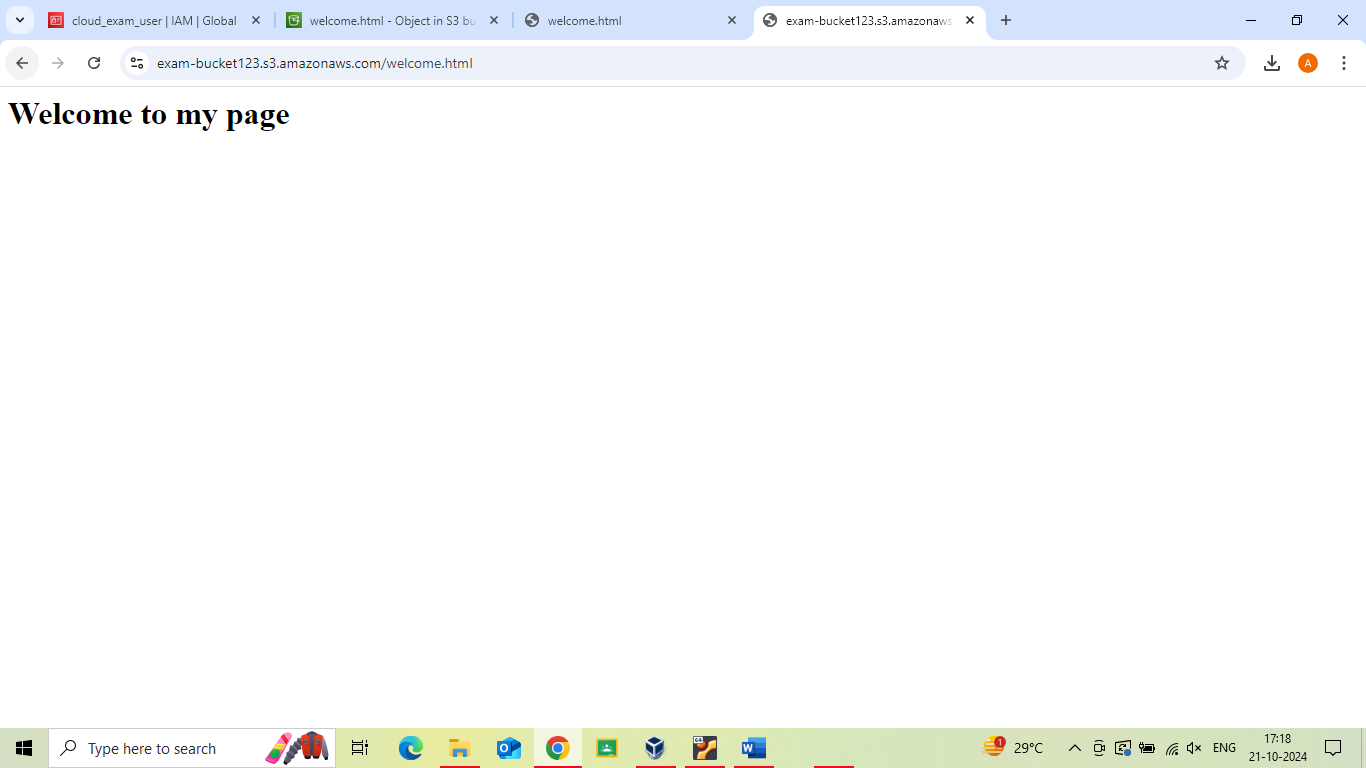 cloud_exam_user | IAM | Global
welcome.html - Object in S3 bu
welcome.html
exam-bucket123.s3.amazonaws
exam-bucket123.s3.amazonaws.com/welcome.html
A
Welcome to my page
Type here to search
1
29°C
ENG
17:18
21-10-2024